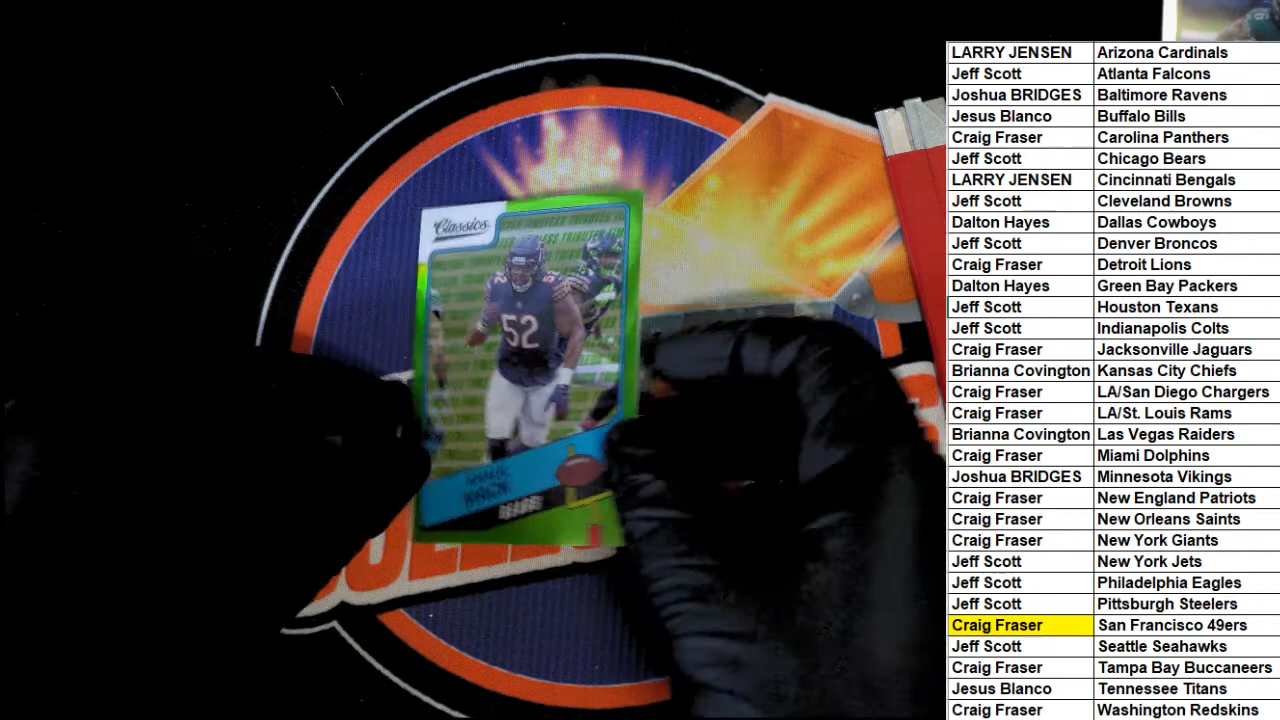 LARRY JENSEN Arizona Cardinals
Jeff Scott Atlanta Falcons
Joshua BRIDGES Baltimore Ravens
Jesus Blanco Buffalo Bills
Craig Fraser Carolina Panthers
Jeff Scott Chicago Bears
LARRY JENSEN Cincinnati Bengals
Jeff Scott Cleveland Browns
Dalton Hayes Dallas Cowboys
Jeff Scott Denver Broncos
Craig Fraser Detroit Lions
Dalton Hayes Green Bay Packers
Jeff Scott Houston Texans
Jeff Scott Indianapolis Colts
Craig Fraser Jacksonville Jaguars
Brianna Covington Kansas City Chiefs
Craig Fraser LA/San Diego Chargers
Craig Fraser LA/St. Louis Rams
Brianna Covington Las Vegas Raiders
Craig Fraser Miami Dolphins
Joshua BRIDGES Minnesota Vikings
Craig Fraser New England Patriots
Craig Fraser New Orleans Saints
Craig Fraser New York Giants
Jeff Scott New York Jets
Jeff Scott Philadelphia Eagles
Jeff Scott Pittsburgh Steelers
Craig Fraser San Francisco 49ers
Jeff Scott Seattle Seahawks
Craig Fraser Tampa Bay Buccaneers
Jesus Blanco Tennessee Titans
Craig Fraser Washington Redskins
Classics
52